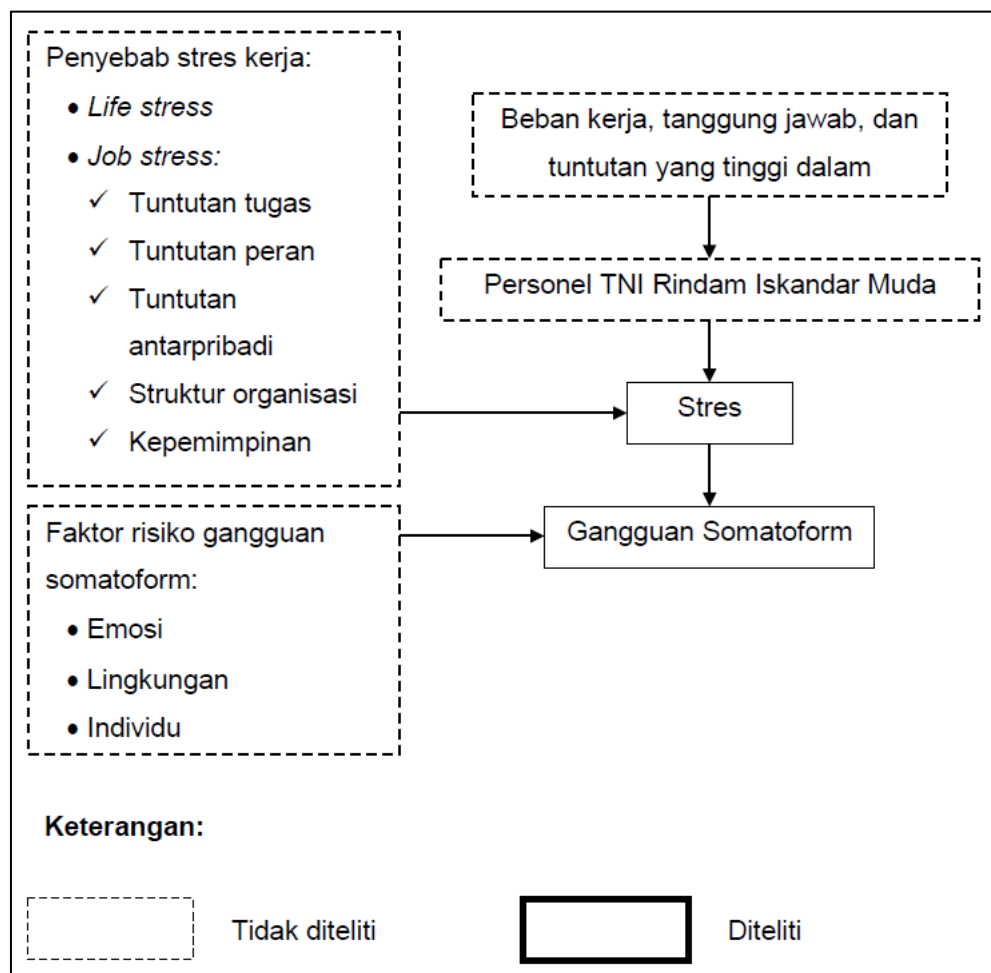 Penyebab stres kerja:
• Life stress
• Job stress:
✓ Tuntutan tugas
✓ Tuntutan peran
✓ Tuntutan
antarpribadi
✓ Struktur organisasi
✓ Kepemimpinan
Beban kerja, tanggung jawab, dan
tuntutan yang tinggi dalam
Personel TNI Rindam Iskandar Muda
Stres
Gangguan Somatoform
Faktor risiko gangguan
somatoform:
• Emosi
• Lingkungan
• Individu
Keterangan:
Tidak diteliti
Diteliti